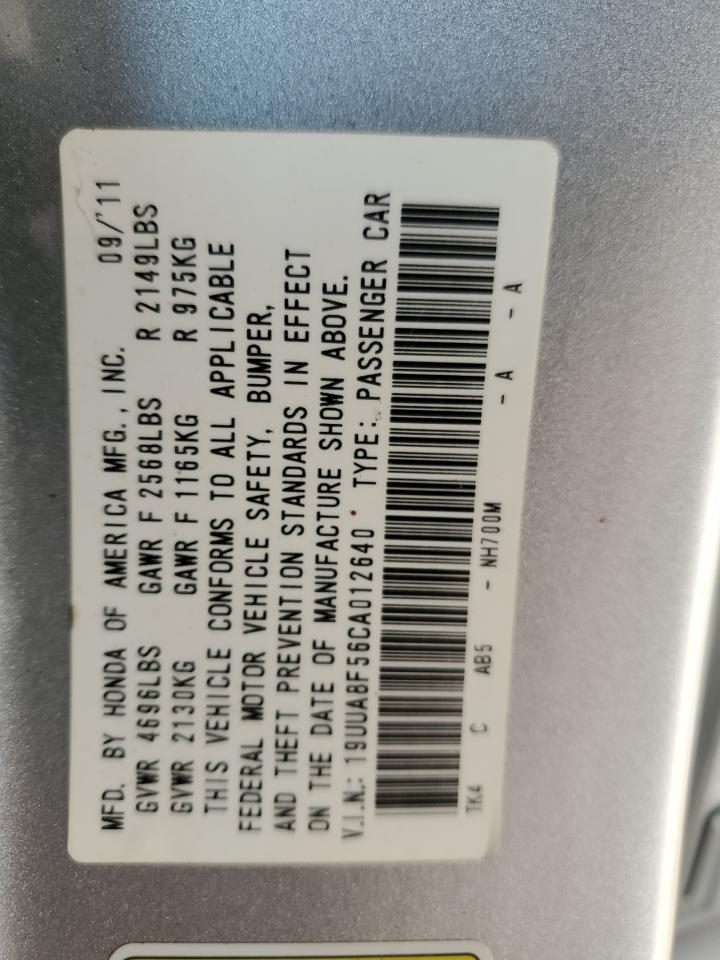 MFD. BY HONDA OF AMERICA MFG., INC. 09/'11
GVWR 4696LBS GAWR F 2568LBS R 2149LBS
GVWR 2130KG GAWR F 1165KG R 975KG
THIS VEHICLE CONFORMS TO ALL APPLICABLE
FEDERAL MOTOR VEHICLE SAFETY, BUMPER,
AND THEFT PREVENTION STANDARDS IN EFFECT
ON THE DATE OF MANUFACTURE SHOWN ABOVE.
V.I.N.: 19UUA8F56CA012640 TYPE: PASSENGER CAR
TK4 C AB5 - NH700M - A - A